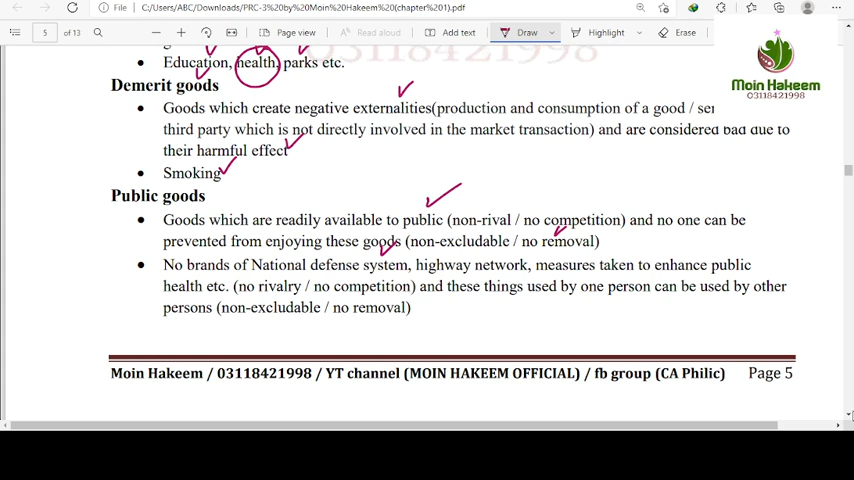 File
C:/Users/ABC/Downloads/PRC-3%20by%20Moin%20Hakeem%20(chapter%201).pdf
5 of 13
Page view
Read aloud
Add text
Draw
Highlight
Erase
03118421998
Moin Hakeem
03118421998
• Education, health, parks etc.
Demerit goods
• Goods which create negative externalities(production and consumption of a good /
third party which is not directly involved in the market transaction) and are considered bad due to
their harmful effect
• Smoking
Public goods
• Goods which are readily available to public (non-rival / no competition) and no one can be
prevented from enjoying these goods (non-excludable / no removal)
• No brands of National defense system, highway network, measures taken to enhance public
health etc. (no rivalry / no competition) and these things used by one person can be used by other
persons (non-excludable / no removal)
Moin Hakeem / 03118421998 / YT channel (MOIN HAKEEM OFFICIAL) / fb group (CA Philic) Page 5